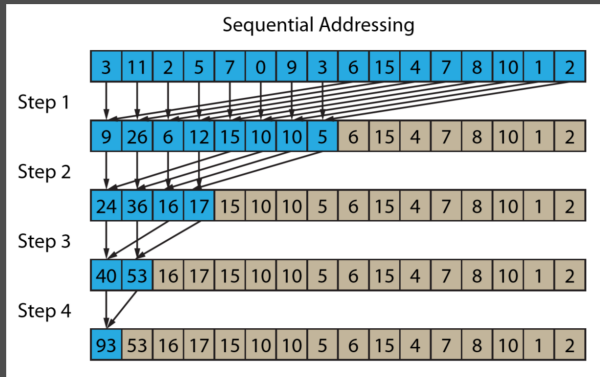 Sequential Addressing
3 11 2 5 7 0 9 3 6 15 4 7 8 10 1 2
Step 1
9 26 6 12 15 10 10 5 6 15 4 7 8 10 1 2
Step 2
24 36 16 17 15 10 10 5 6 15 4 7 8 10 1 2
Step 3
40 53 16 17 15 10 10 5 6 15 4 7 8 10 1 2
Step 4
93 53 16 17 15 10 10 5 6 15 4 7 8 10 1 2